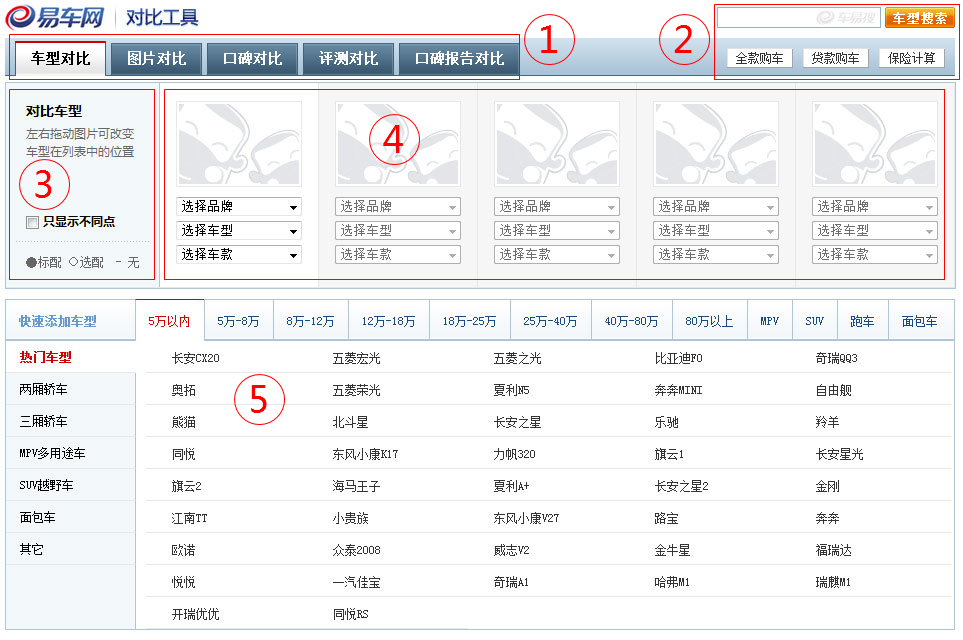 易车网 对比工具
车易搜 车型搜索
车型对比 图片对比 口碑对比 评测对比 口碑报告对比 1
2 全款购车 贷款购车 保险计算
对比车型
左右拖动图片可改变
车型在列表中的位置
3
只显示不同点
●标配 ○选配 - 无
4
选择品牌 选择品牌 选择品牌 选择品牌 选择品牌
选择车型 选择车型 选择车型 选择车型 选择车型
选择车款 选择车款 选择车款 选择车款 选择车款
快速添加车型 5万以内 5万-8万 8万-12万 12万-18万 18万-25万 25万-40万 40万-80万 80万以上 MPV SUV 跑车 面包车
热门车型 长安CX20 五菱宏光 五菱之光 比亚迪F0 奇瑞QQ3
两厢轿车 奥拓 5 五菱荣光 夏利N5 奔奔MINI 自由舰
三厢轿车 熊猫 北斗星 长安之星 乐驰 羚羊
MPV多用途车 同悦 东风小康K17 力帆320 旗云1 长安星光
SUV越野车 旗云2 海马王子 夏利A+ 长安之星2 金刚
面包车 江南TT 小贵族 东风小康V27 路宝 奔奔
其它 欧诺 众泰2008 威志V2 金牛星 福瑞达
悦悦 一汽佳宝 奇瑞A1 哈弗M1 瑞麒M1
开瑞优优 同悦RS